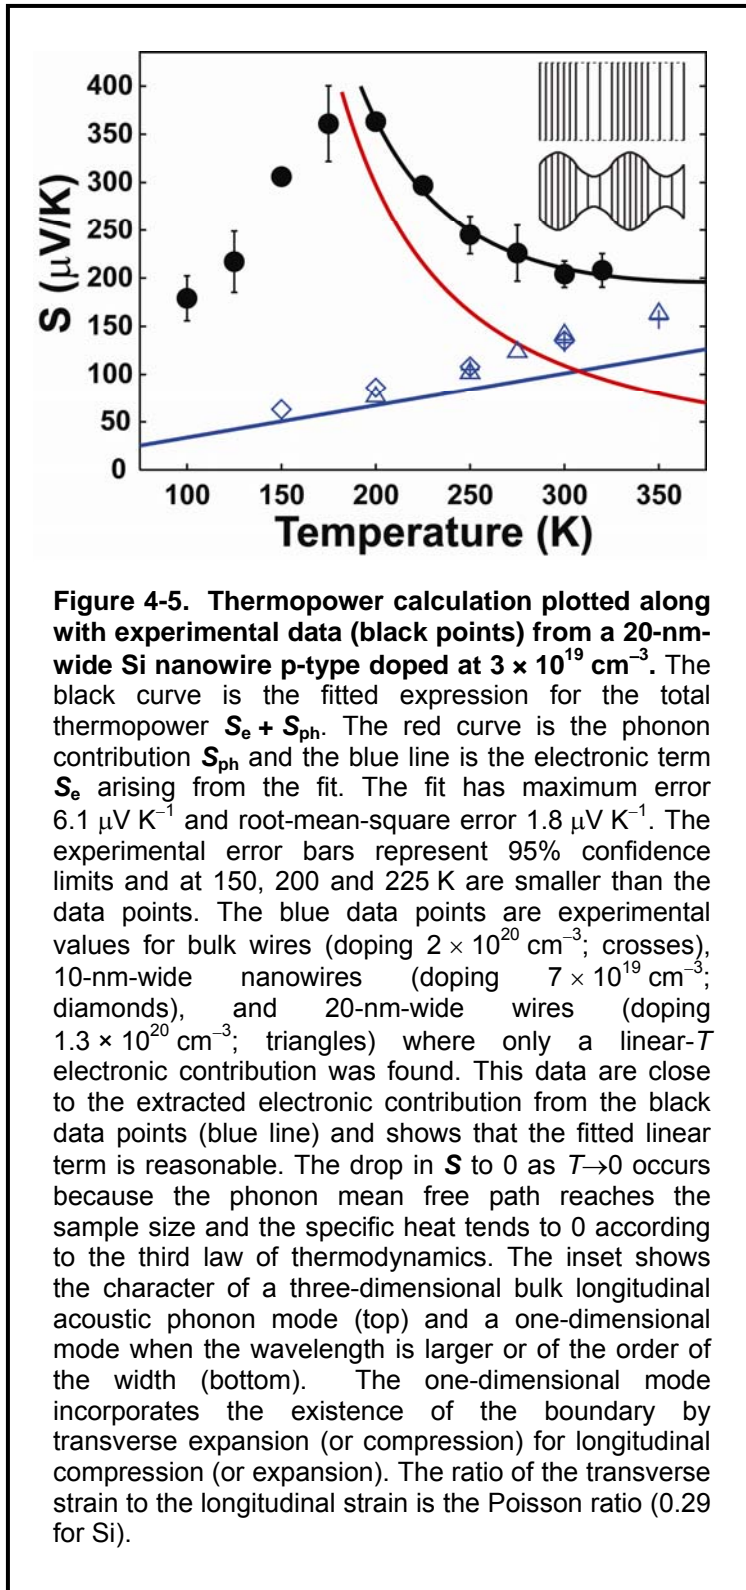 400
350
300
250
200
150
100
50
0
S (μV/K)
100 150 200 250 300 350
Temperature (K)
Figure 4-5. Thermopower calculation plotted along
with experimental data (black points) from a 20-nm-
wide Si nanowire p-type doped at 3 × 10¹⁹ cm⁻³. The
black curve is the fitted expression for the total
thermopower Sₑ + Sₚₕ. The red curve is the phonon
contribution Sₚₕ and the blue line is the electronic term
Sₑ arising from the fit. The fit has maximum error
6.1 μV K⁻¹ and root-mean-square error 1.8 μV K⁻¹. The
experimental error bars represent 95% confidence
limits and at 150, 200 and 225 K are smaller than the
data points. The blue data points are experimental
values for bulk wires (doping 2 × 10²⁰ cm⁻³; crosses),
10-nm-wide nanowires (doping 7 × 10¹⁹ cm⁻³;
diamonds), and 20-nm-wide wires (doping
1.3 × 10²⁰ cm⁻³; triangles) where only a linear-T
electronic contribution was found. This data are close
to the extracted electronic contribution from the black
data points (blue line) and shows that the fitted linear
term is reasonable. The drop in S to 0 as T→0 occurs
because the phonon mean free path reaches the
sample size and the specific heat tends to 0 according
to the third law of thermodynamics. The inset shows
the character of a three-dimensional bulk longitudinal
acoustic phonon mode (top) and a one-dimensional
mode when the wavelength is larger or of the order of
the width (bottom). The one-dimensional mode
incorporates the existence of the boundary by
transverse expansion (or compression) for longitudinal
compression (or expansion). The ratio of the transverse
strain to the longitudinal strain is the Poisson ratio (0.29
for Si).